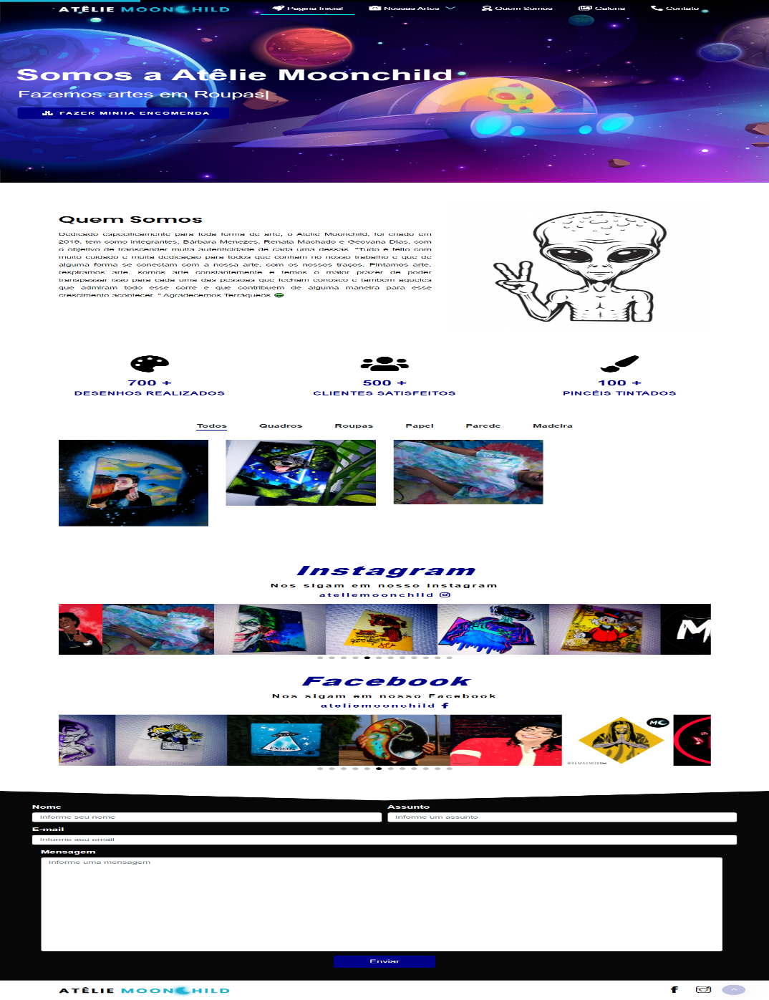 ATÊLIE MOONCHILD
Pagina Inicial
Nossas Artes
Quem Somos
Galeria
Contato
Somos a Atêlie Moonchild
Fazemos artes em Roupas|
FAZER MINHA ENCOMENDA
Quem Somos
Dedicado especificamente para toda forma de arte, o Ateliê Moonchild, foi criado em
2019, tem como integrantes: Bárbara Menezes, Renata Machado e Geovana Dias, com
o objetivo de transcender muita autenticidade de cada uma dessas. "Tudo é feito com
muito cuidado e muita dedicação para todos que confiam no nosso trabalho e que de
alguma forma se conectam com a nossa arte, com os nossos traços. Pintamos arte,
respiramos arte, somos arte constantemente e temos o maior prazer de poder
transpassar isso para cada uma das pessoas que fecham conosco e também aqueles
que admiram todo esse corre e que contribuem de alguma maneira para esse
crescimento acontecer. " Agradecemos Terráqueos
700 +
DESENHOS REALIZADOS
500 +
CLIENTES SATISFEITOS
100 +
PINCÉIS TINTADOS
Todos
Quadros
Roupas
Papel
Parede
Madeira
Instagram
Nos sigam em nosso Instagram
ateliemoonchild
M
Facebook
Nos sigam em nosso Facebook
ateliemoonchild
EXISTA
MC
Nome
Informe seu nome
Assunto
Informe um assunto
E-mail
Informe seu email
Mensagem
Informe uma mensagem
Enviar
ATÊLIE MOONCHILD